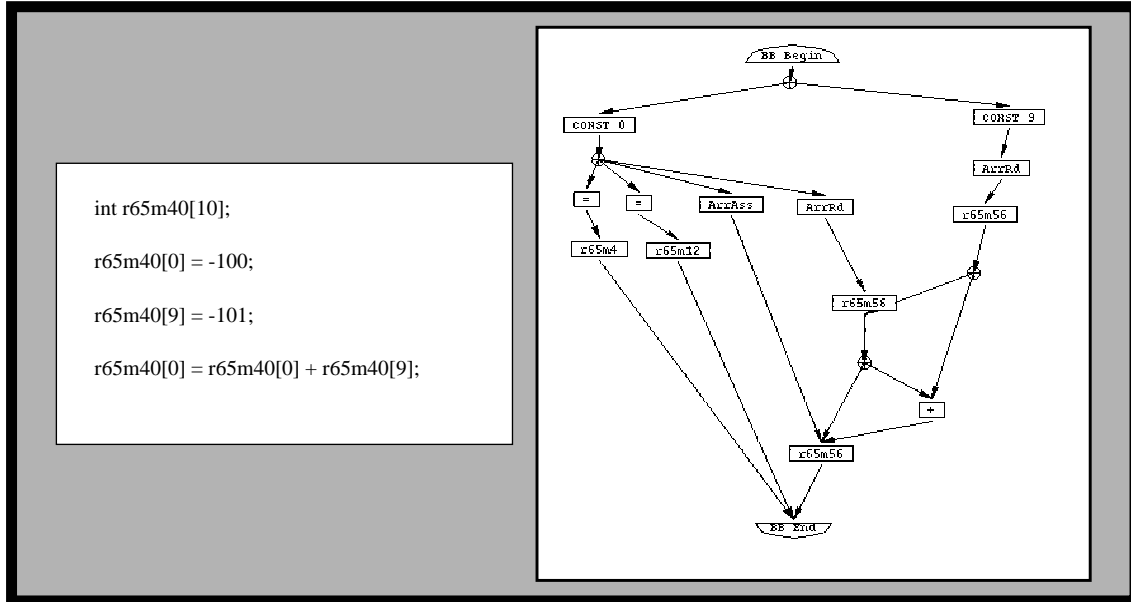 int r65m40[10];
r65m40[0] = -100;
r65m40[9] = -101;
r65m40[0] = r65m40[0] + r65m40[9];
BB Begin
CONST 0
CONST 9
ArrRd
=
=
ArrAss
ArrRd
r65m56
r65m4
r65m12
r65m56
+
r65m56
BB End